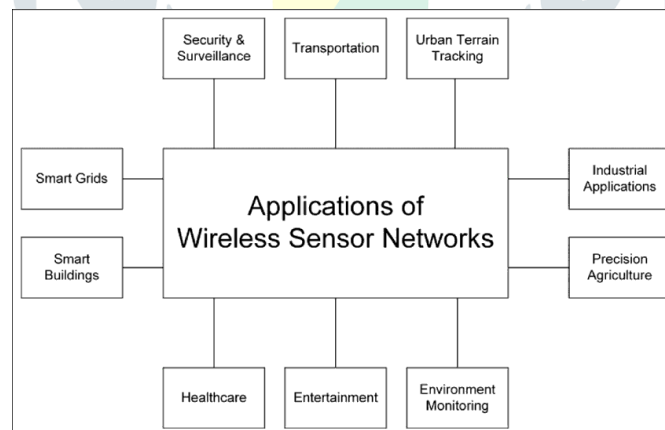 Security &
Surveillance
Transportation
Urban Terrain
Tracking
Smart Grids
Industrial
Applications
Applications of
Wireless Sensor Networks
Smart
Buildings
Precision
Agriculture
Healthcare
Entertainment
Environment
Monitoring